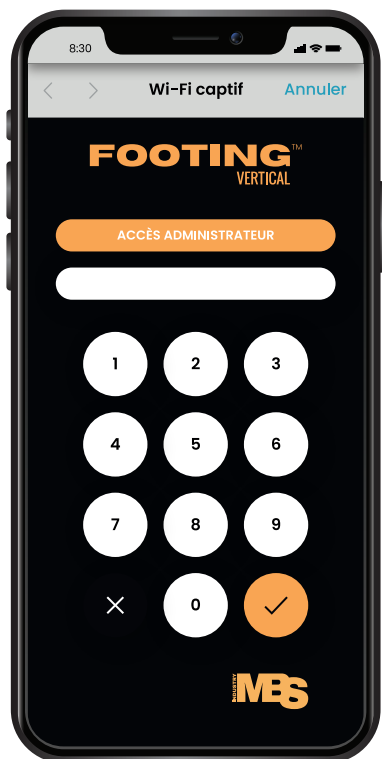 8:30
Wi-Fi captif Annuler
FOOTING™
VERTICAL
ACCÈS ADMINISTRATEUR
1 2 3
4 5 6
7 8 9
0
INDUSTRY
MBS